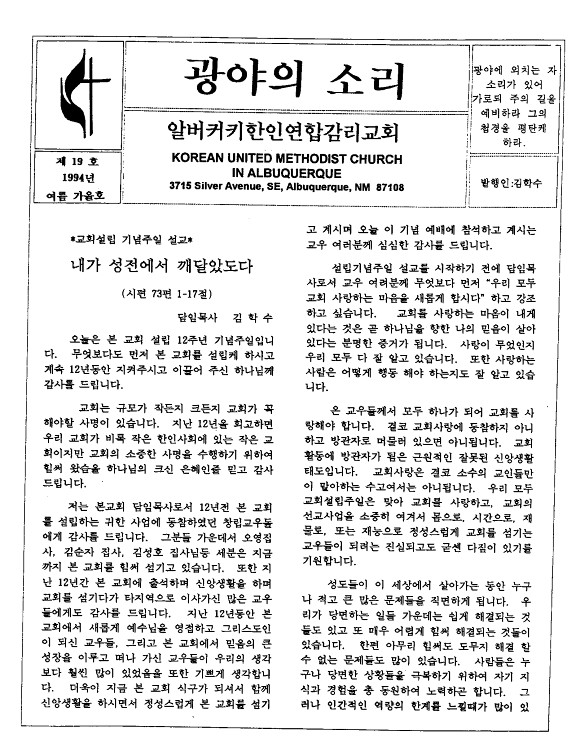 광야의 소리
알버커키한인연합감리교회
KOREAN UNITED METHODIST CHURCH
IN ALBUQUERQUE
3715 Silver Avenue, SE, Albuquerque, NM 87108
제 19 호
1994년
여름 가을호
광야에 외치는 자
소리가 있어
가로되 주의 길을
예비하라 그의
첩경을 평탄케
하라.
발행인:김학수
*교회설립 기념주일 설교*
내가 성전에서 깨달았도다
(시편 73편 1-17절)
담임목사 김 학 수
오늘은 본 교회 설립 12주년 기념주일입니
다. 무엇보다도 먼저 본 교회를 설립케 하시고
계속 12년동안 지켜주시고 이끌어 주신 하나님께
감사를 드립니다.
교회는 규모가 작든지 크든지 교회가 꼭
해야할 사명이 있습니다. 지난 12년을 회고하면
우리 교회가 비록 작은 한인사회에 있는 작은 교
회이지만 교회의 소중한 사명을 수행하기 위하여
힘써 왔슴을 하나님의 크신 은혜인줄 믿고 감사
드립니다.
저는 본교회 담임목사로서 12년전 본 교회
를 설립하는 귀한 사업에 동참하였던 창립교우들
에게 감사를 드립니다. 그분들 가운데서 오영집
사, 김순자 집사, 김성호 집사님등 세분은 지금
까지 본 교회를 힘써 섬기고 있습니다. 또한 지
난 12년간 본 교회에 출석하며 신앙생활을 하며
교회를 섬기다가 타지역으로 이사가신 많은 교우
들에게도 감사를 드립니다. 지난 12년동안 본
교회에서 새롭게 예수님을 영접하고 그리스도인
이 되신 교우들, 그리고 본 교회에서 믿음의 큰
성장을 이루고 떠나 가신 교우들이 우리의 생각
보다 훨씬 많이 있었음을 또한 기쁘게 생각합니
다. 더욱이 지금 본 교회 식구가 되셔서 함께
신앙생활을 하시면서 정성스럽게 본 교회를 섬기
고 계시며 오늘 이 기념 예배에 참석하고 계시는
교우 여러분께 심심한 감사를 드립니다.
설립기념주일 설교를 시작하기 전에 담임목
사로서 교우 여러분께 무엇보다 먼저 “우리 모두
교회 사랑하는 마음을 새롭게 합시다” 하고 강조
하고 싶습니다. 교회를 사랑하는 마음이 내게
있다는 것은 곧 하나님을 향한 나의 믿음이 살아
있다는 분명한 증거가 됩니다. 사랑이 무엇인지
우리 모두 다 잘 알고 있습니다. 또한 사랑하는
사람은 어떻게 행동 해야 하는지도 잘 알고 있습
니다.
온 교우들께서 모두 하나가 되어 교회를 사
랑해야 합니다. 결코 교회사랑에 동참하지 아니
하고 방관자로 머물러 있으면 아니됩니다. 교회
활동에 방관자가 됨은 근원적인 잘못된 신앙생활
태도입니다. 교회사랑은 결코 소수의 교인들만
이 맡아하는 수고여서는 아니됩니다. 우리 모두
교회설립주일은 맞아 교회를 사랑하고, 교회의
선교사업을 소중히 여겨서 몸으로, 시간으로, 재
물로, 또는 재능으로 정성스럽게 교회를 섬기는
교우들이 되려는 진실되고도 굳센 다짐이 있기를
기원합니다.
성도들이 이 세상에서 살아가는 동안 누구
나 적고 큰 많은 문제들을 직면하게 됩니다. 우
리가 당면하는 일들 가운데는 쉽게 해결되는 것
들도 있고 또 매우 어렵게 힘써 해결되는 것들이
있습니다. 한편 아무리 힘써도 도무지 해결 할
수 없는 문제들도 많이 있습니다. 사람들은 누
구나 당면한 상황들을 극복하기 위하여 자기 지
식과 경험을 총 동원하여 노력하곤 합니다. 그
러나 인간적인 역량의 한계를 느낄때가 많이 있